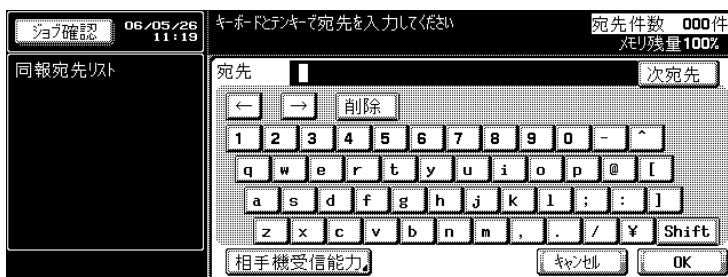 ジョブ確認 06/05/26 11:19
キーボードとテンキーで宛先を入力してください
宛先件数 000件
メモリ残量100%
同報宛先リスト
宛先
次宛先
← → 削除
1 2 3 4 5 6 7 8 9 0 - ^
q w e r t y u i o p @ [
a s d f g h j k l ; : ]
z x c v b n m , . / ¥ Shift
相手機受信能力 キャンセル OK